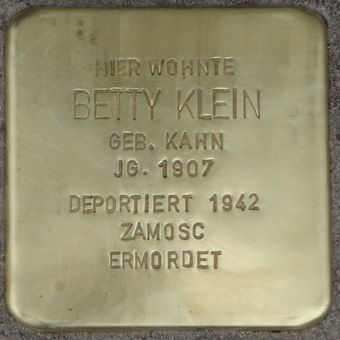 HIER WOHNTE
BETTY KLEIN
GEB. KAHN
JG. 1907
DEPORTIERT 1942
ZAMOSC
ERMORDET